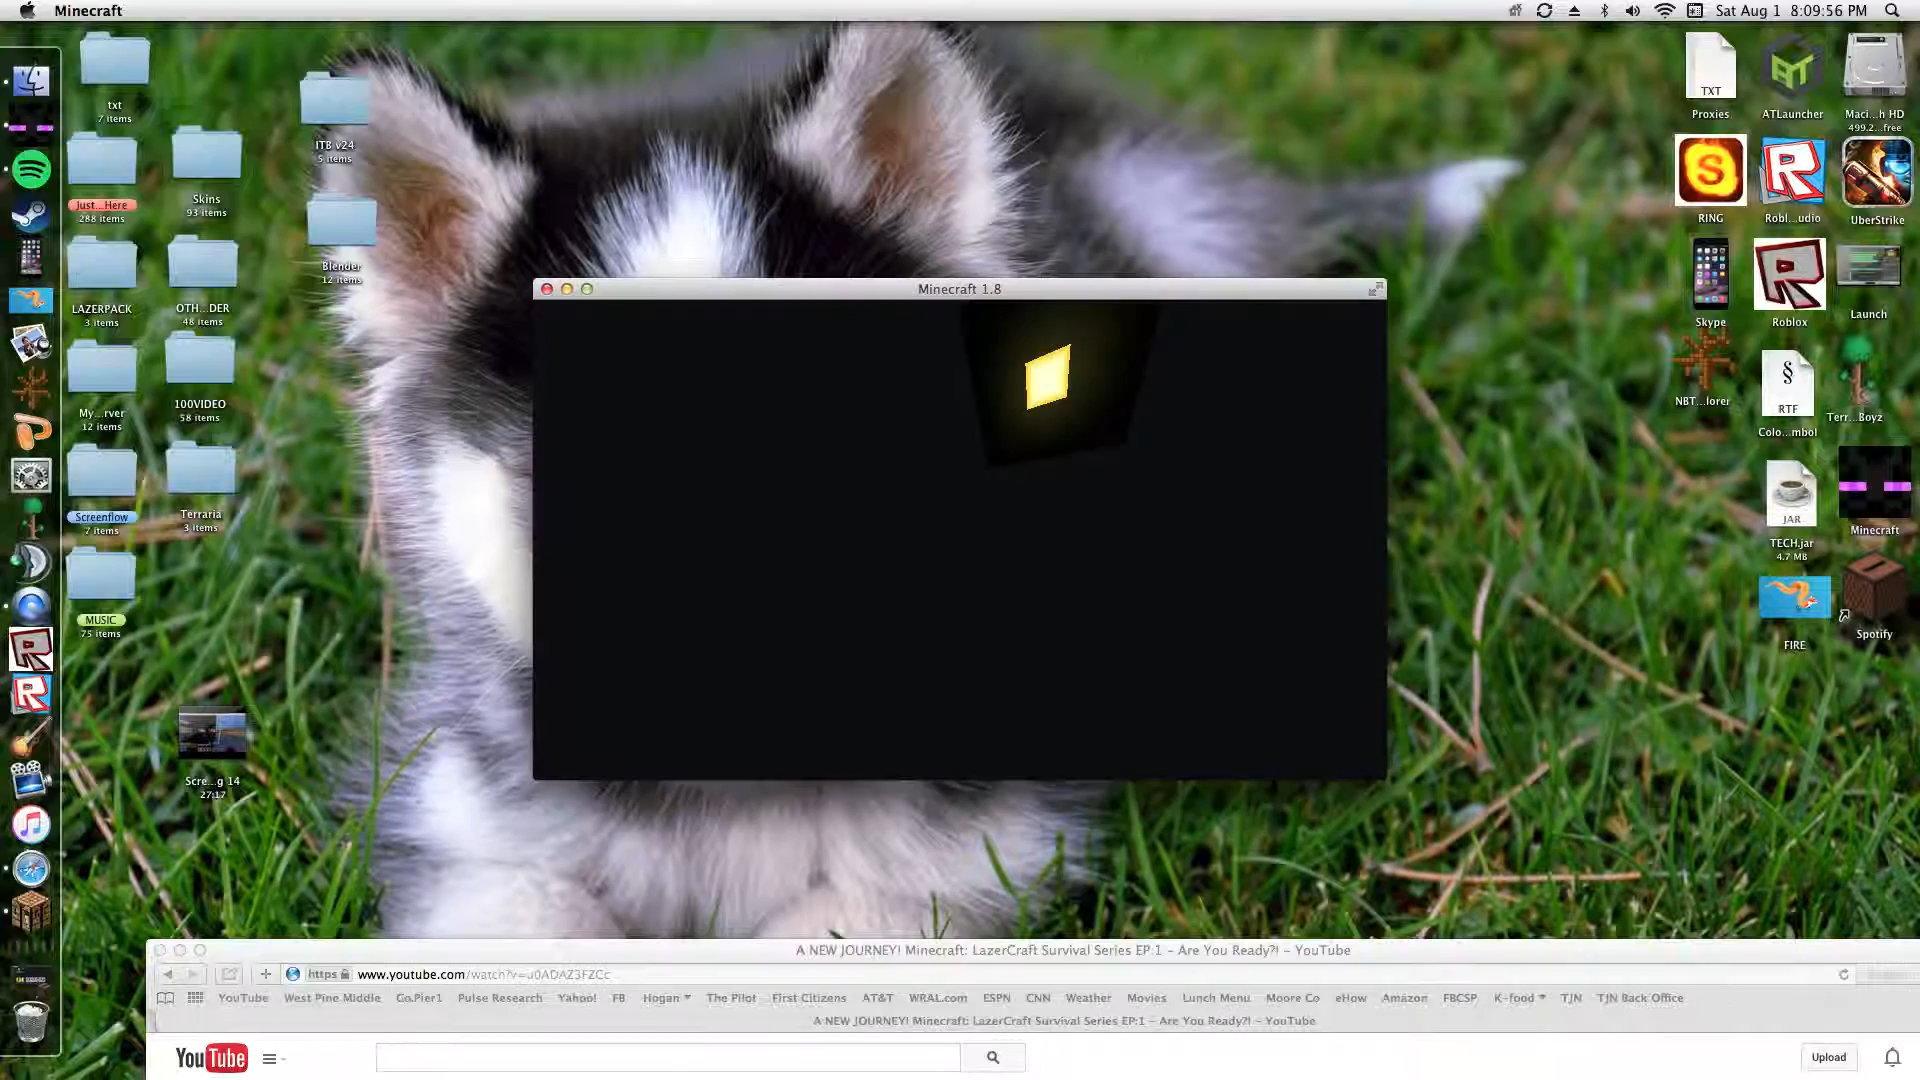 Minecraft
Sat Aug 1 8:09:56 PM
txt
7 items
ITB v24
5 items
Skins
93 items
Just...Here
288 items
Blender
12 items
LAZERPACK
3 items
OTH...DER
48 items
My...rver
12 items
100VIDEO
58 items
Screenflow
7 items
Terraria
3 items
MUSIC
75 items
Scre...g 14
27:17
TXT
Proxies
ATLauncher
Maci...h HD
499.2...free
S
RING
Robl...udio
UberStrike
Skype
Roblox
Launch
NBT...lorer
§
RTF
Colo...mbol
Terr...Boyz
JAR
TECH.jar
4.7 MB
Minecraft
FIRE
Spotify
Minecraft 1.8
A NEW JOURNEY! Minecraft: LazerCraft Survival Series EP.1 - Are You Ready?! - YouTube
https www.youtube.com/watch?v=u0ADAZ3FZCc
YouTube West Pine Middle Go.Pier1 Pulse Research Yahoo! FB Hogan The Pilot First Citizens AT&T WRAL.com ESPN CNN Weather Movies Lunch Menu Moore Co eHow Amazon FBCSP K-food TJN TJN Back Office
A NEW JOURNEY! Minecraft: LazerCraft Survival Series EP.1 - Are You Ready?! - YouTube
YouTube
Upload